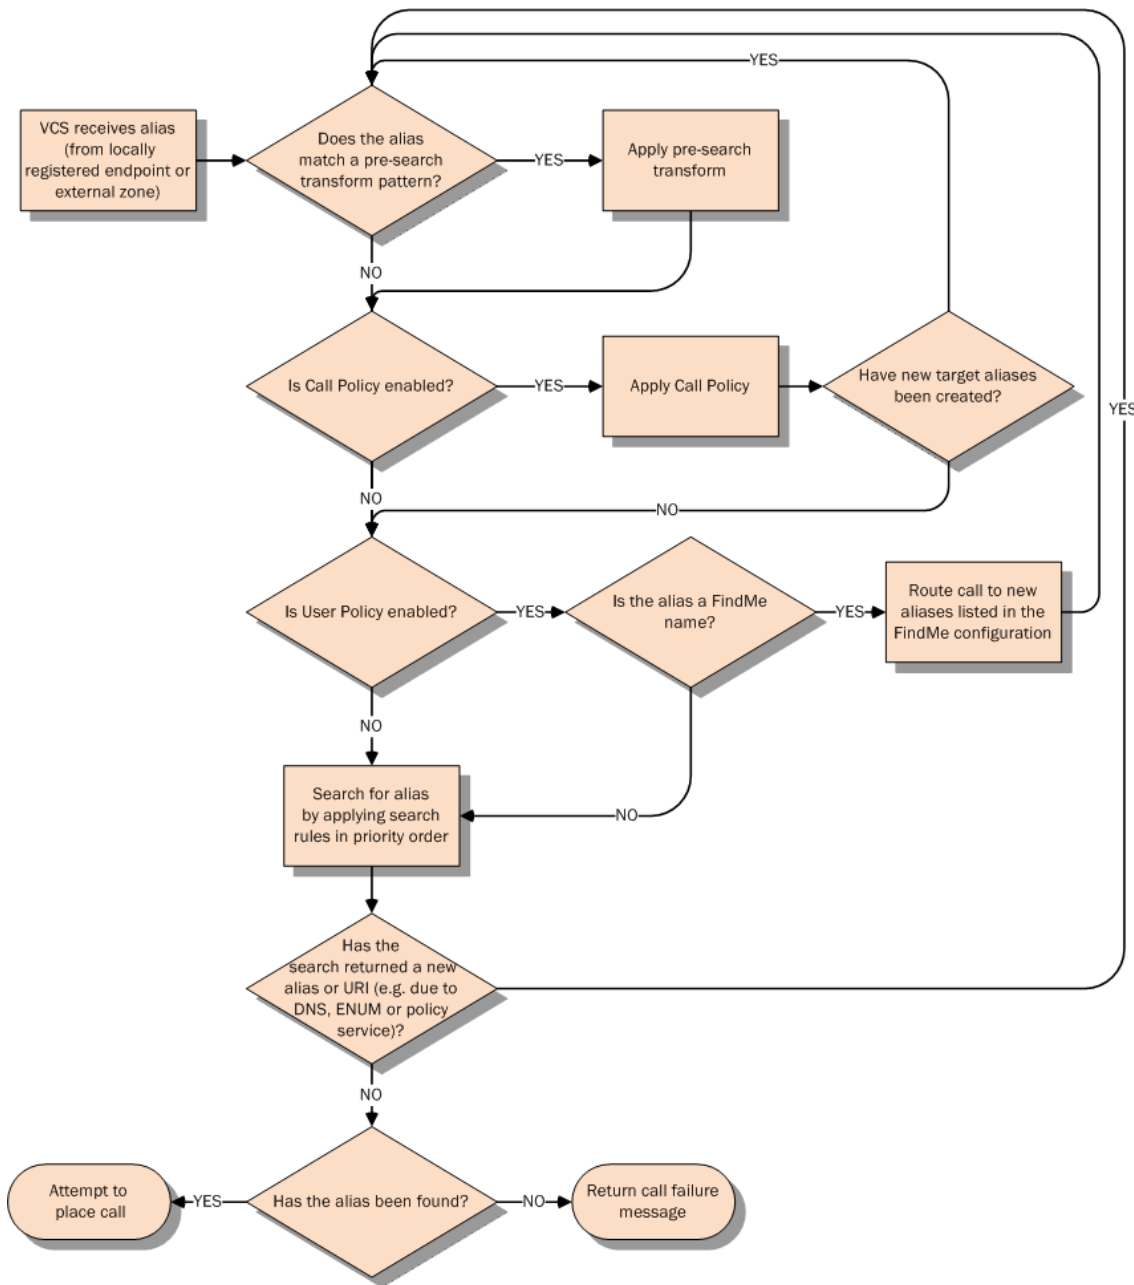 YES
VCS receives alias
(from locally
registered endpoint or
external zone)
Does the alias
match a pre-search
transform pattern?
YES
Apply pre-search
transform
NO
Is Call Policy enabled?
YES
Apply Call Policy
Have new target aliases
been created?
YES
NO
NO
Is User Policy enabled?
YES
Is the alias a FindMe
name?
YES
Route call to new
aliases listed in the
FindMe configuration
NO
Search for alias
by applying search
rules in priority order
NO
Has the
search returned a new
alias or URI (e.g. due to
DNS, ENUM or policy
service)?
NO
Attempt to
place call
YES
Has the alias been found?
NO
Return call failure
message